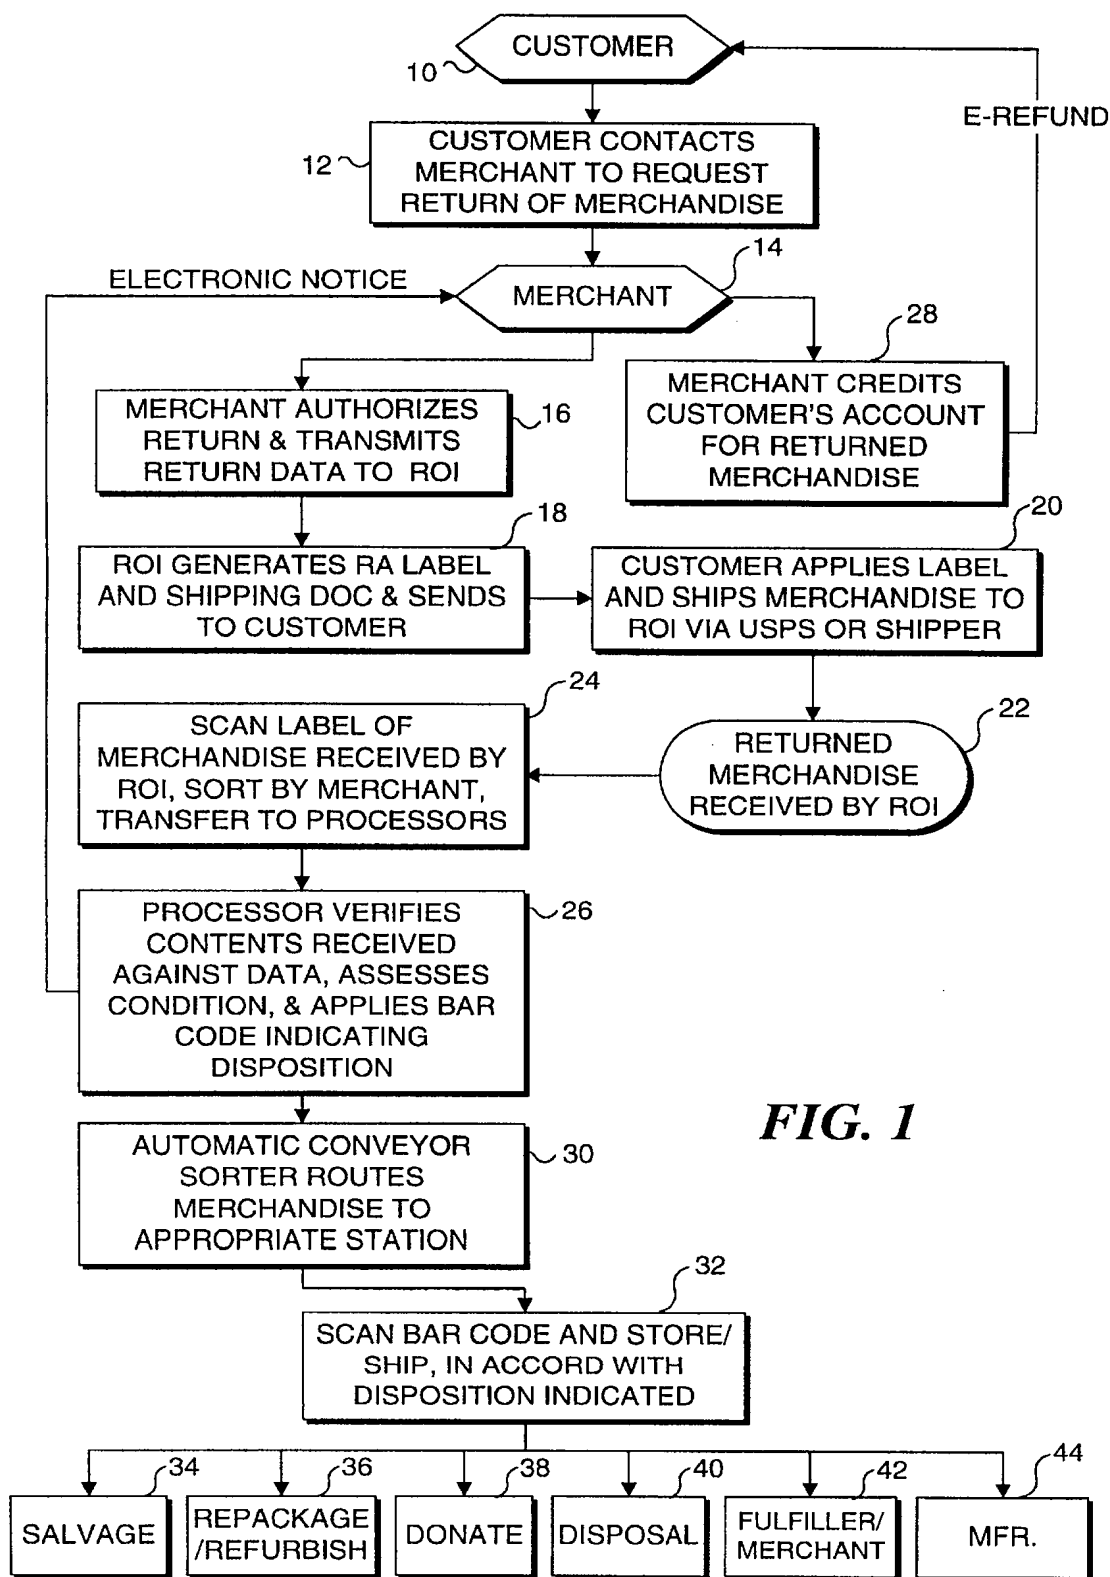 CUSTOMER
10
E-REFUND
12
CUSTOMER CONTACTS
MERCHANT TO REQUEST
RETURN OF MERCHANDISE
14
ELECTRONIC NOTICE
MERCHANT
28
MERCHANT CREDITS
CUSTOMER'S ACCOUNT
FOR RETURNED
MERCHANDISE
MERCHANT AUTHORIZES
RETURN & TRANSMITS
RETURN DATA TO ROI
16
18
ROI GENERATES RA LABEL
AND SHIPPING DOC & SENDS
TO CUSTOMER
20
CUSTOMER APPLIES LABEL
AND SHIPS MERCHANDISE TO
ROI VIA USPS OR SHIPPER
24
SCAN LABEL OF
MERCHANDISE RECEIVED BY
ROI, SORT BY MERCHANT,
TRANSFER TO PROCESSORS
22
RETURNED
MERCHANDISE
RECEIVED BY ROI
PROCESSOR VERIFIES
CONTENTS RECEIVED
AGAINST DATA, ASSESSES
CONDITION, & APPLIES BAR
CODE INDICATING
DISPOSITION
26
FIG. 1
AUTOMATIC CONVEYOR
SORTER ROUTES
MERCHANDISE TO
APPROPRIATE STATION
30
32
SCAN BAR CODE AND STORE/
SHIP, IN ACCORD WITH
DISPOSITION INDICATED
34
SALVAGE
36
REPACKAGE
/REFURBISH
38
DONATE
40
DISPOSAL
42
FULFILLER/
MERCHANT
44
MFR.